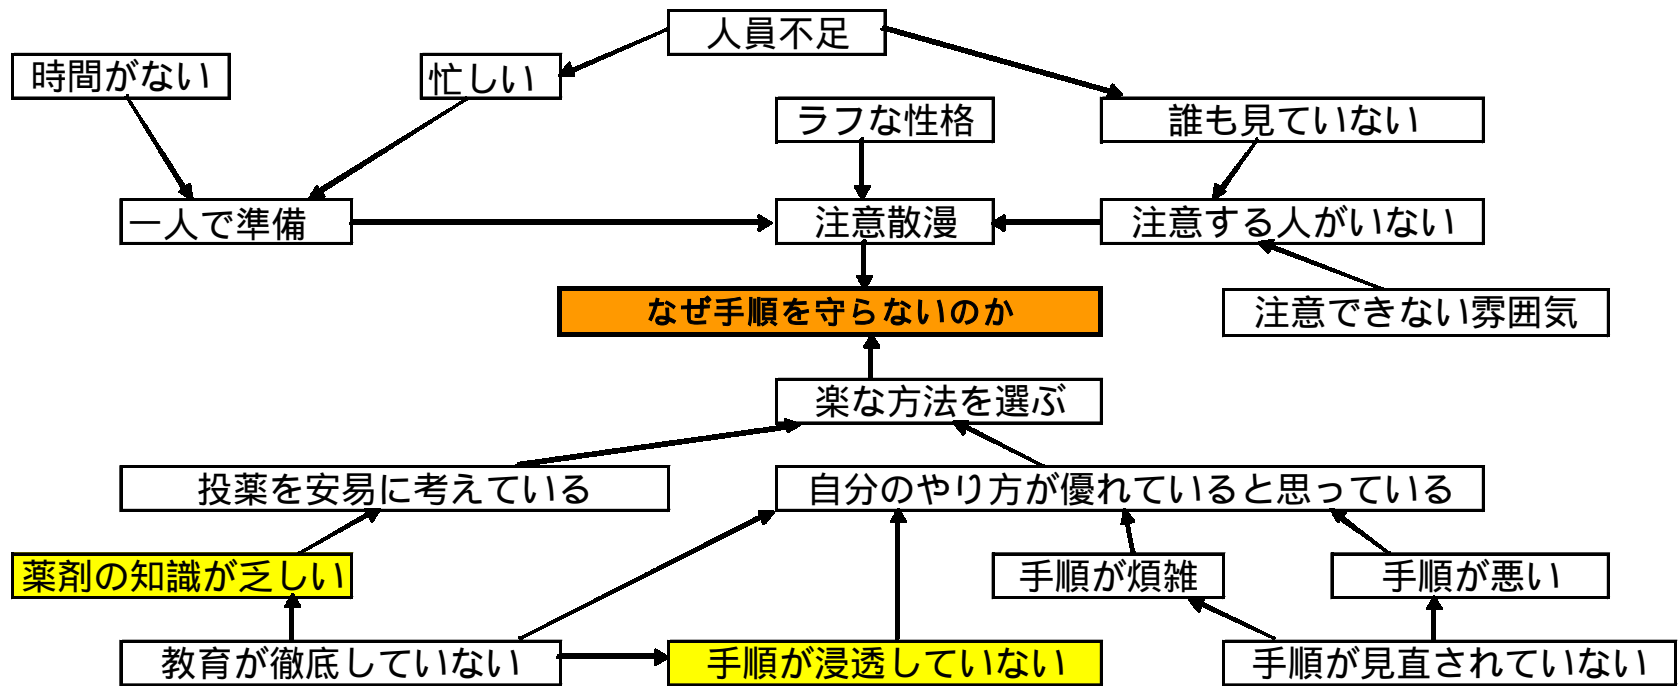 人員不足
時間がない
忙しい
ラフな性格
誰も見ていない
一人で準備
注意散漫
注意する人がいない
なぜ手順を守らないのか
注意できない雰囲気
楽な方法を選ぶ
投薬を安易に考えている
自分のやり方が優れていると思っている
薬剤の知識が乏しい
手順が煩雑
手順が悪い
教育が徹底していない
手順が浸透していない
手順が見直されていない